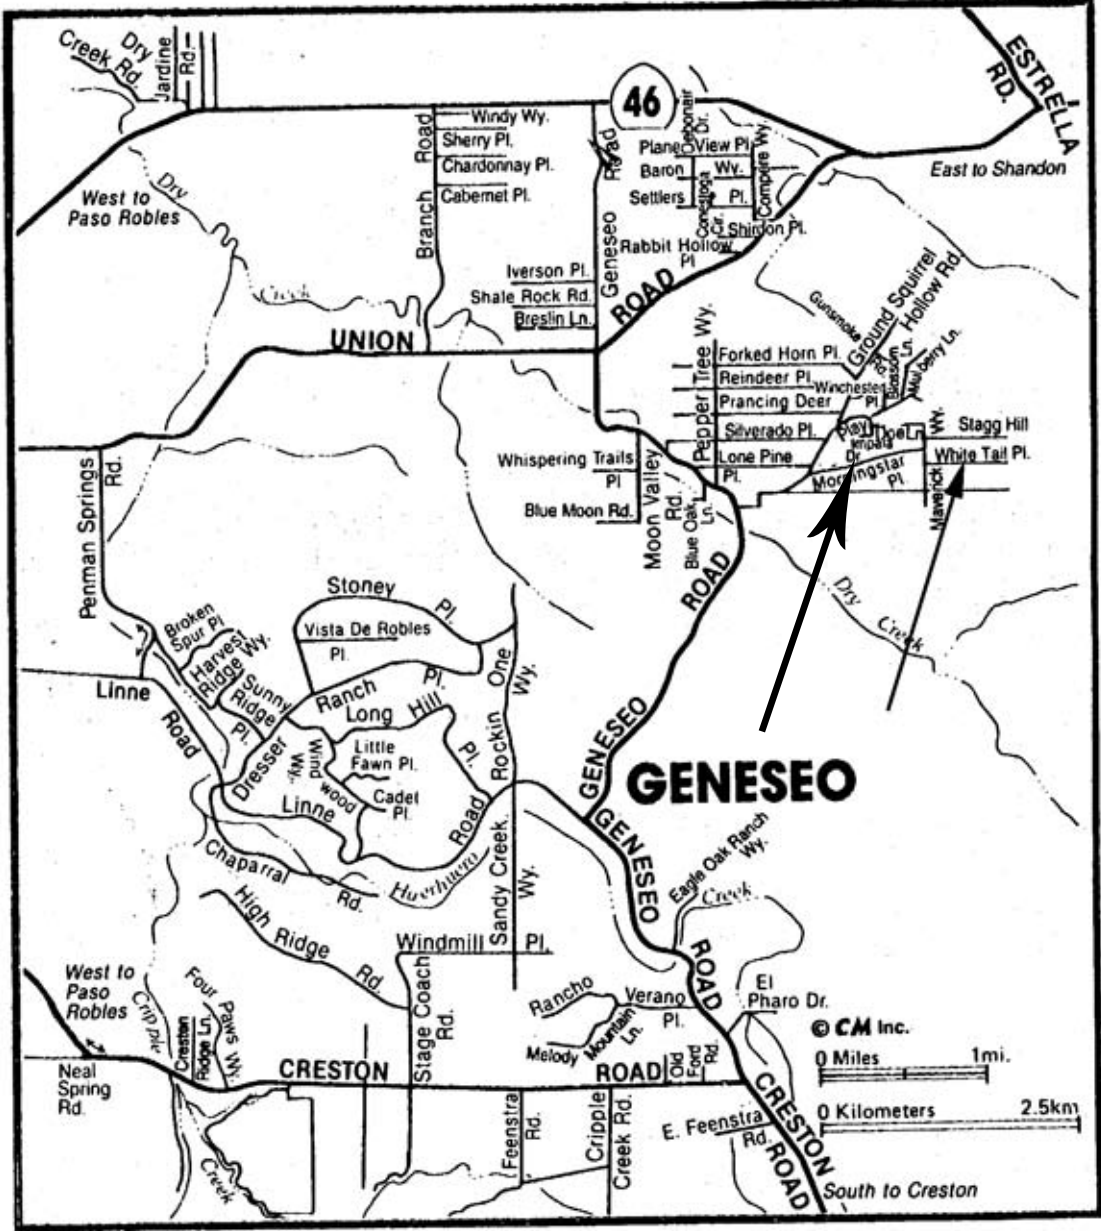 Dry
Creek Rd.
Jardine
Rd.
ESTRELLA
RD.
46
Windy Wy.
Sherry Pl.
Chardonnay Pl.
Cabernet Pl.
Branch Road
Geneseo Road
Debonair
Dr.
Plane View Pl.
Baron Wy.
Settlers Pl.
Conestoga
Cir.
Compere Wy.
Shirdon Pl.
Rabbit Hollow
Pl
East to Shandon
West to
Paso Robles
Dry
Creek
Iverson Pl.
Shale Rock Rd.
Breslin Ln.
UNION
ROAD
Gunsmoke
Rd.
Ground Squirrel
Hollow Rd.
Pepper Tree Wy.
Forked Horn Pl.
Reindeer Pl.
Winchester
Pl
Blossom
Ln.
Mulberry Ln.
Prancing Deer
Silverado Pl.
Lone Pine
Pl.
Play
Doe Ln
Impala
Dr
Morningstar
Pl
Maverick Wy.
Stagg Hill
White Tail Pl.
Whispering Trails
Pl
Blue Moon Rd.
Moon Valley
Rd.
Blue Oak
Ln.
Penman Springs
Rd.
ROAD
Dry
Creek
Stoney Pl.
Vista De Robles
Pl.
Broken
Spur Pl
Harvest
Ridge Wy.
Sunny
Ridge
Pl.
Linne
Road
Dresser Ranch Pl.
Long Hill Pl.
Wind
wood
Wy.
Little
Fawn Pl.
Cadet
Pl.
Linne Road
Rockin One Wy.
GENESEO
GENESEO
GENESEO
ROAD
Chaparral
Rd.
Huerhuero
Creek
Sandy Creek
Wy.
Eagle Oak Ranch
Wy.
High Ridge
Rd.
Windmill Pl.
West to
Paso
Robles
Cripple
Creek
Creston
Ridge Ln.
Four Paws Wy.
Stage Coach
Rd.
Rancho Verano
Pl.
Melody
Mountain
Ln.
El
Pharo Dr.
Old
Ford
Rd.
© CM Inc.
0 Miles 1mi.
0 Kilometers 2.5km
Neal
Spring
Rd.
CRESTON ROAD
CRESTON
ROAD
Feenstra
Rd.
Cripple
Creek Rd.
E. Feenstra
Rd.
South to Creston